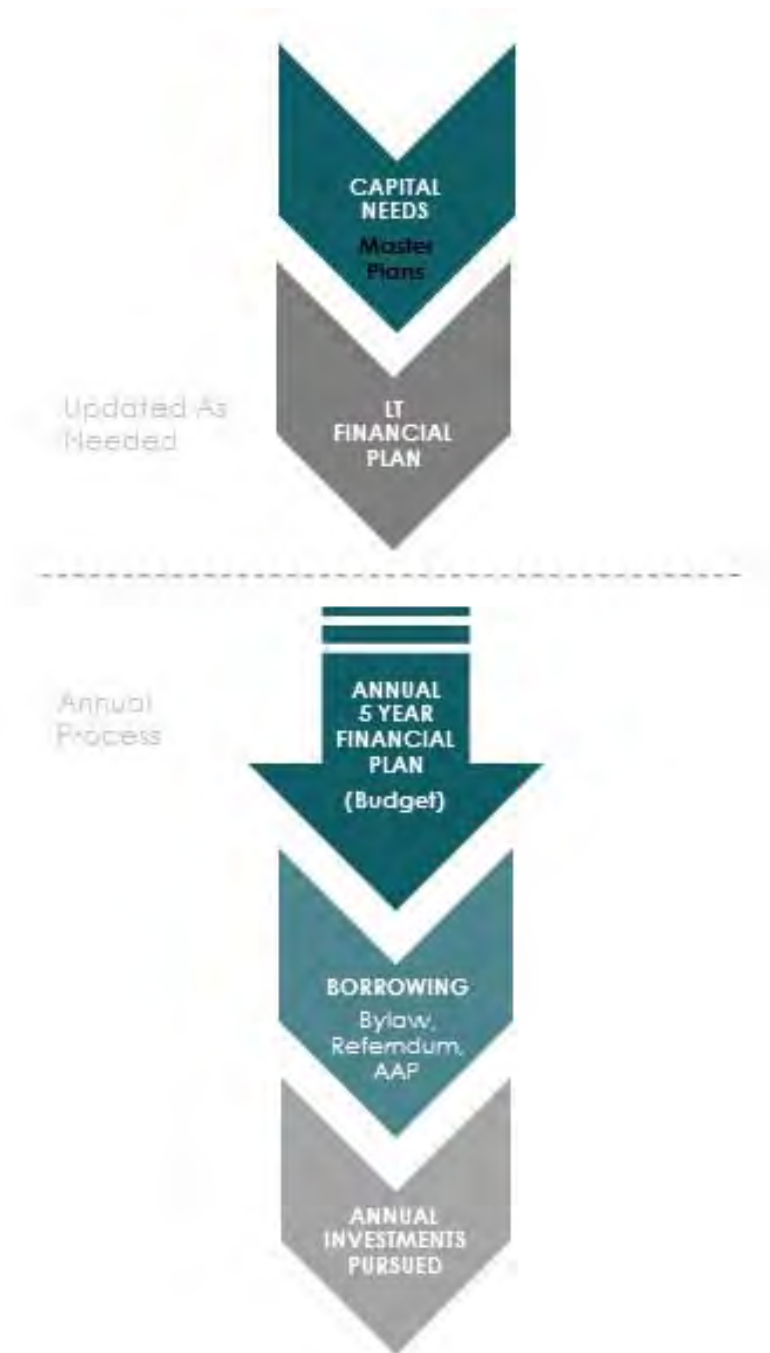 CAPITAL
NEEDS
Master
Plans
Updated As
Needed
LT
FINANCIAL
PLAN
ANNUAL
5 YEAR
FINANCIAL
PLAN
(Budget)
Annual
Process
BORROWING
Bylaw,
Referndum,
AAP
ANNUAL
INVESTMENTS
PURSUED